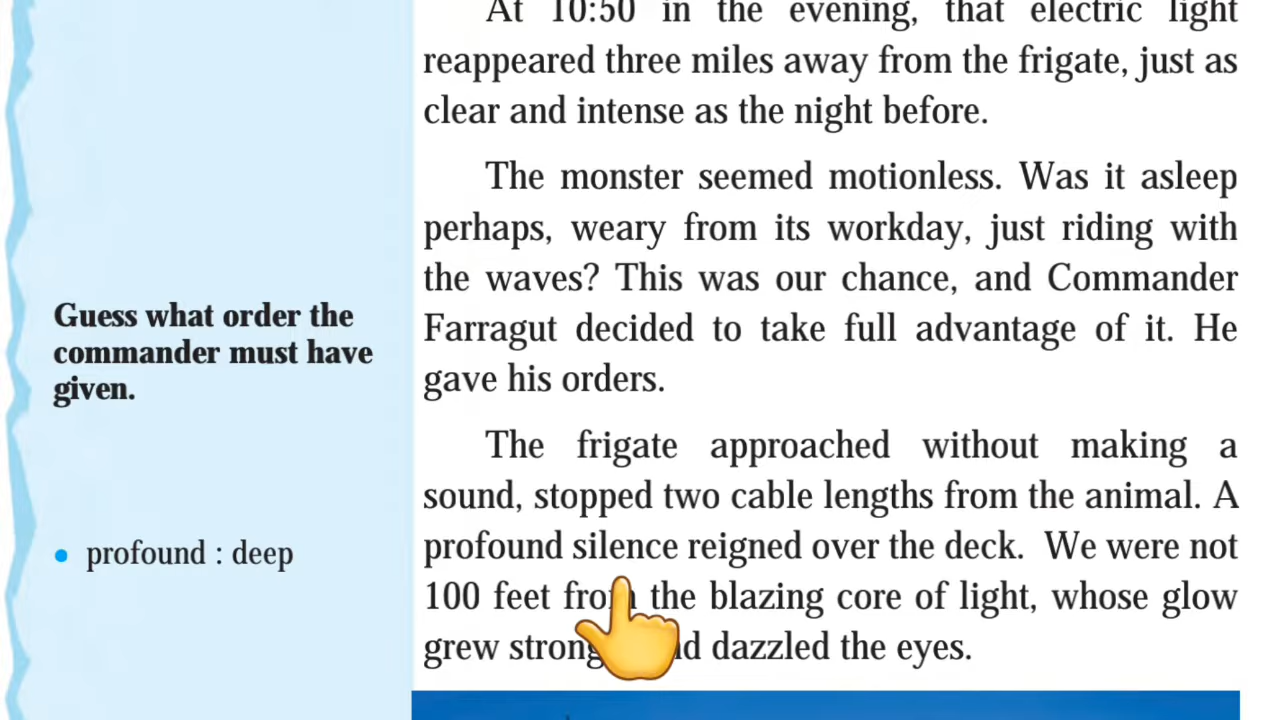 At 10:50 in the evening, that electric light
reappeared three miles away from the frigate, just as
clear and intense as the night before.
The monster seemed motionless. Was it asleep
perhaps, weary from its workday, just riding with
the waves? This was our chance, and Commander
Farragut decided to take full advantage of it. He
gave his orders.
Guess what order the
commander must have
given.
The frigate approached without making a
sound, stopped two cable lengths from the animal. A
profound silence reigned over the deck. We were not
100 feet from the blazing core of light, whose glow
grew dazzled the eyes.
• profound : deep